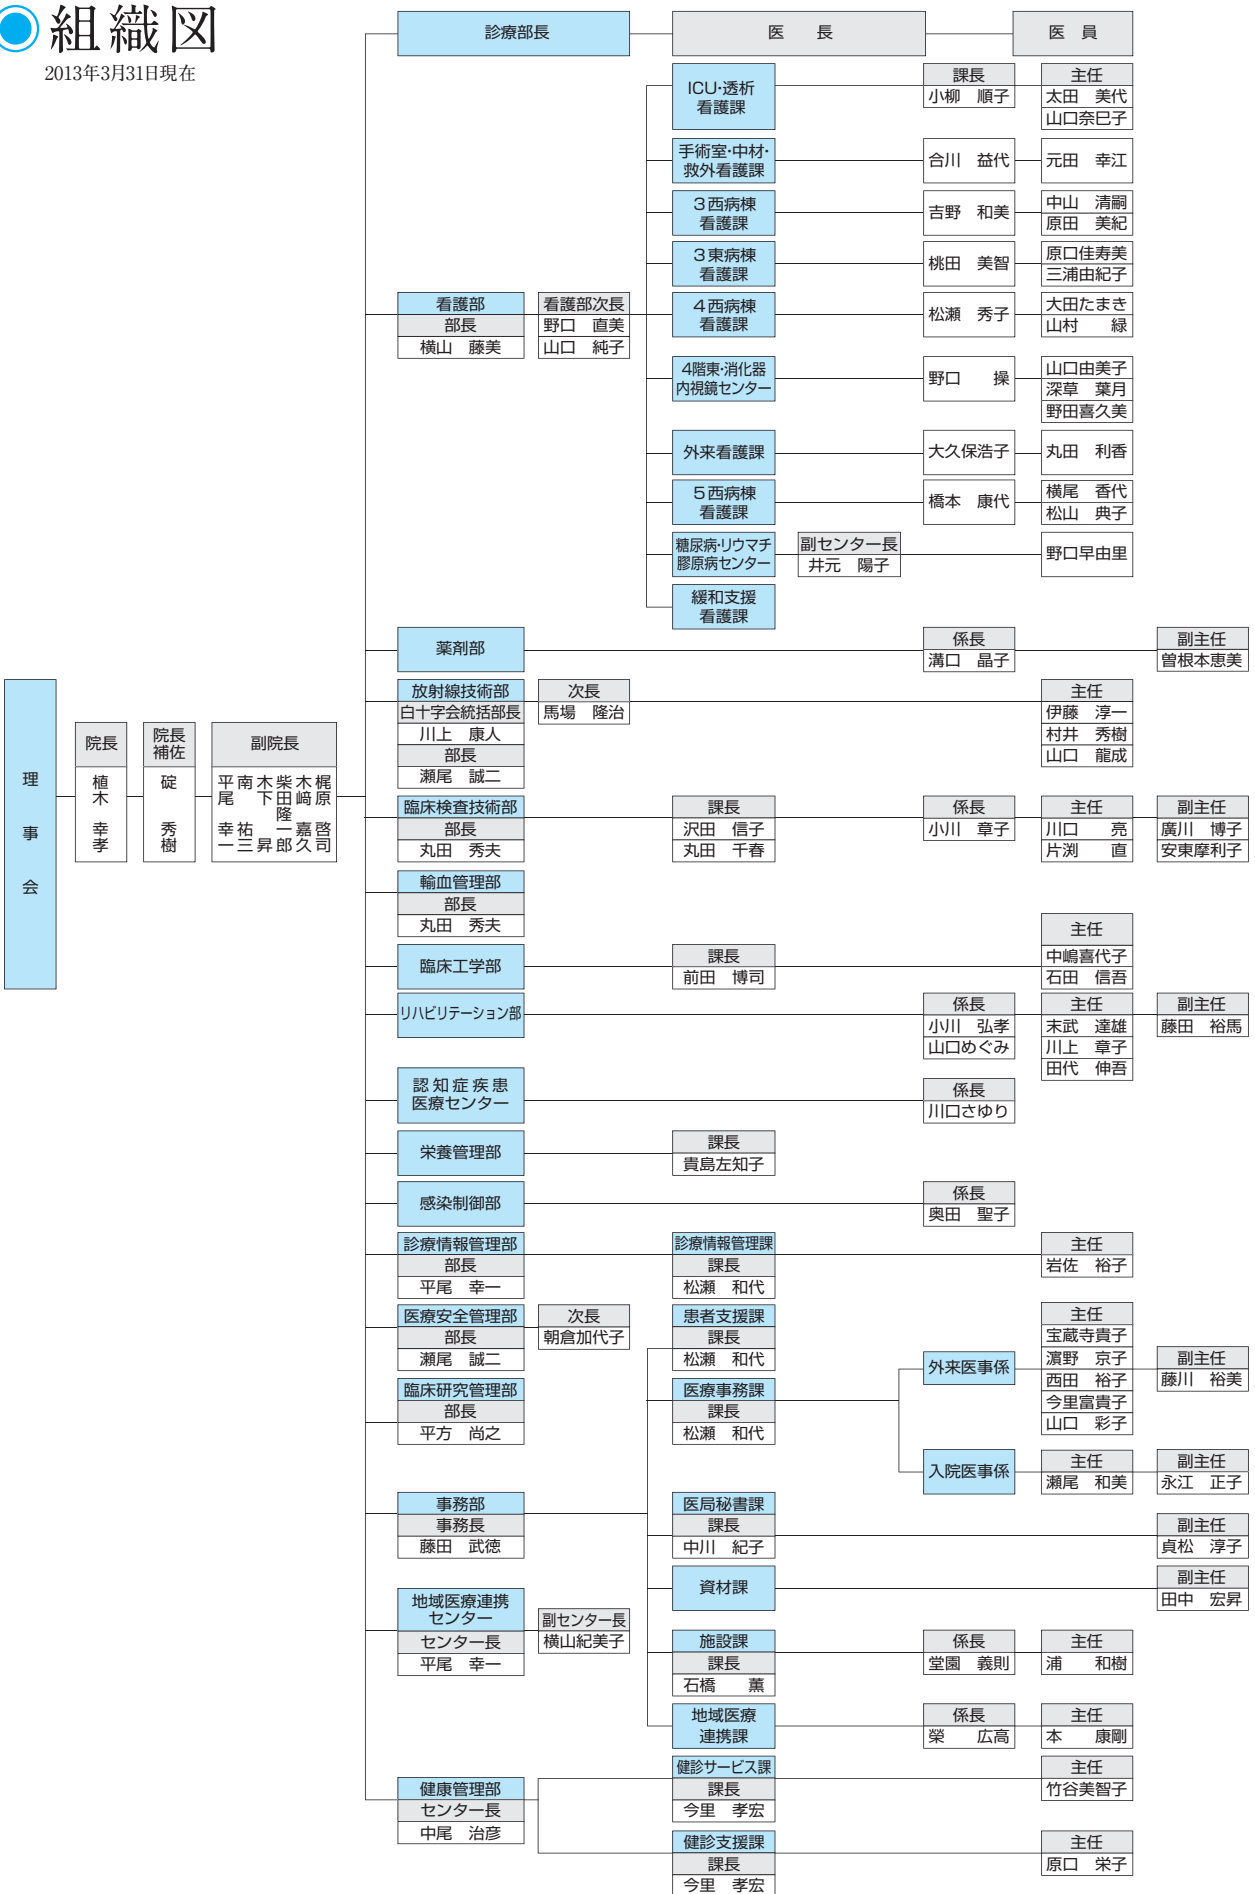 組織図
2013年3月31日現在
診療部長
医　長
医　員
ICU・透析
看護課
課長
小柳　順子
主任
太田　美代
山口奈巳子
手術室・中材・
救外看護課
合川　益代
元田　幸江
３西病棟
看護課
吉野　和美
中山　清嗣
原田　美紀
３東病棟
看護課
桃田　美智
原口佳寿美
三浦由紀子
看護部
部長
横山　藤美
看護部次長
野口　直美
山口　純子
４西病棟
看護課
松瀬　秀子
大田たまき
山村　　緑
4階東・消化器
内視鏡センター
野口　　操
山口由美子
深草　葉月
野田喜久美
外来看護課
大久保浩子
丸田　利香
５西病棟
看護課
橋本　康代
横尾　香代
松山　典子
糖尿病・リウマチ
膠原病センター
副センター長
井元　陽子
野口早由里
緩和支援
看護課
薬剤部
係長
溝口　晶子
副主任
曽根本恵美
理事会
院長
植木　幸孝
院長
補佐
碇　秀樹
副院長
平尾　幸一
南　祐三
木下　昇
柴田隆一郎
木﨑　嘉久
梶原　啓司
放射線技術部
白十字会統括部長
川上　康人
部長
瀬尾　誠二
次長
馬場　隆治
主任
伊藤　淳一
村井　秀樹
山口　龍成
臨床検査技術部
部長
丸田　秀夫
課長
沢田　信子
丸田　千春
係長
小川　章子
主任
川口　　亮
片渕　　直
副主任
廣川　博子
安東摩利子
輸血管理部
部長
丸田　秀夫
臨床工学部
課長
前田　博司
主任
中嶋喜代子
石田　信吾
リハビリテーション部
係長
小川　弘孝
山口めぐみ
主任
末武　達雄
川上　章子
田代　伸吾
副主任
藤田　裕馬
認知症疾患
医療センター
係長
川口さゆり
栄養管理部
課長
貴島左知子
感染制御部
係長
奥田　聖子
診療情報管理部
部長
平尾　幸一
診療情報管理課
課長
松瀬　和代
主任
岩佐　裕子
医療安全管理部
部長
瀬尾　誠二
次長
朝倉加代子
患者支援課
課長
松瀬　和代
臨床研究管理部
部長
平方　尚之
医療事務課
課長
松瀬　和代
外来医事係
主任
宝蔵寺貴子
濵野　京子
西田　裕子
今里富貴子
山口　彩子
副主任
藤川　裕美
入院医事係
主任
瀬尾　和美
副主任
永江　正子
事務部
事務長
藤田　武徳
医局秘書課
課長
中川　紀子
副主任
貞松　淳子
資材課
副主任
田中　宏昇
地域医療連携
センター
センター長
平尾　幸一
副センター長
横山紀美子
施設課
課長
石橋　　薫
係長
堂園　義則
主任
浦　　和樹
地域医療
連携課
係長
榮　　広高
主任
本　　康剛
健康管理部
センター長
中尾　治彦
健診サービス課
課長
今里　孝宏
主任
竹谷美智子
健診支援課
課長
今里　孝宏
主任
原口　栄子